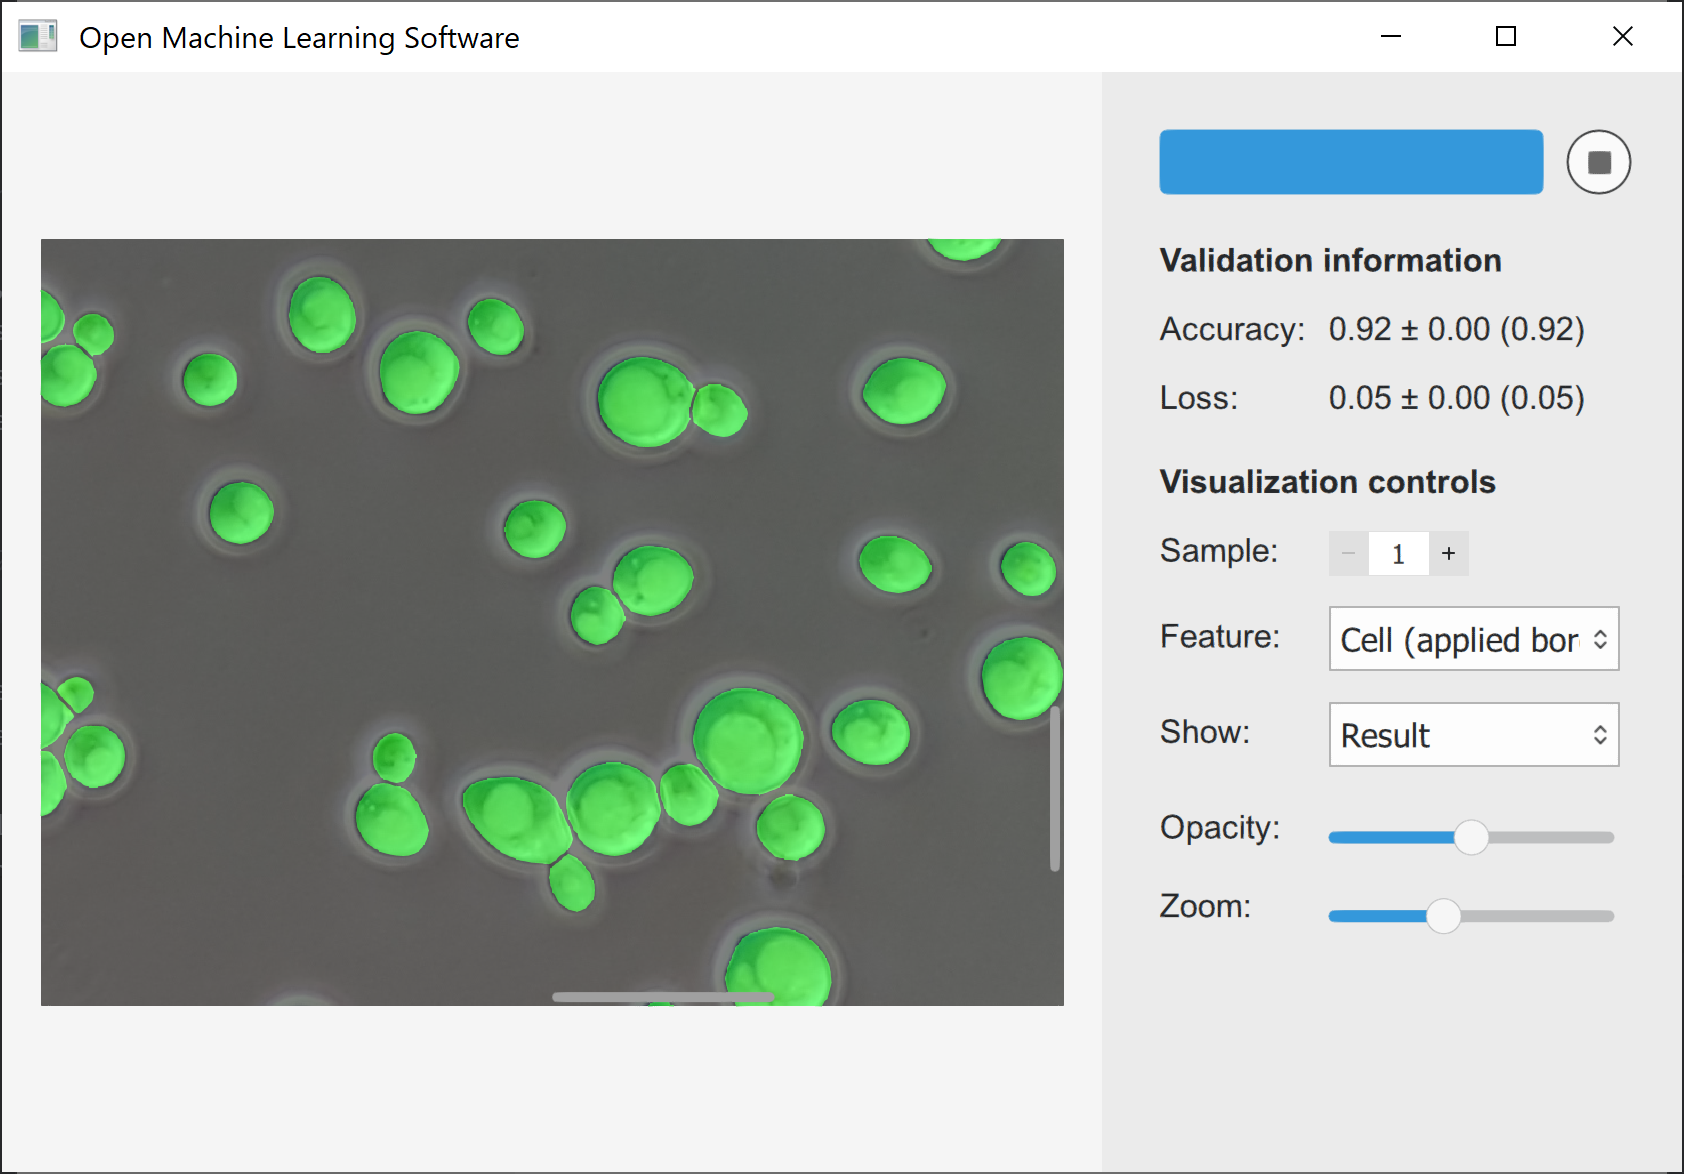 Open Machine Learning Software
Validation information
Accuracy: 0.92 ± 0.00 (0.92)
Loss: 0.05 ± 0.00 (0.05)
Visualization controls
Sample: − 1 +
Feature: Cell (applied bor
Show: Result
Opacity:
Zoom: